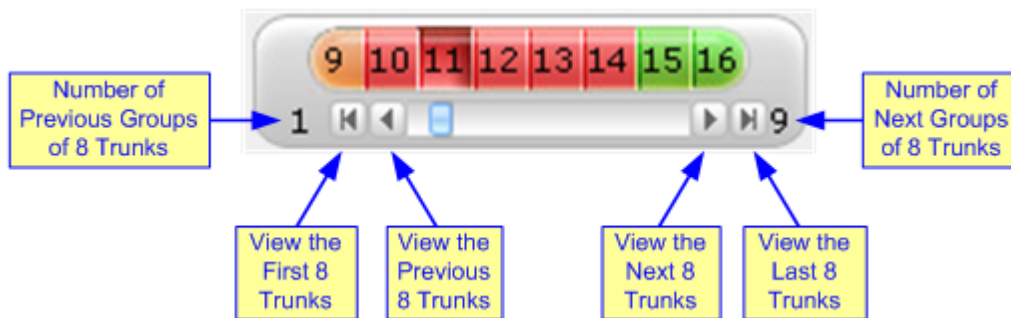 9 10 11 12 13 14 15 16
Number of
Previous Groups
of 8 Trunks
1
9
Number of
Next Groups
of 8 Trunks
View the
First 8
Trunks
View the
Previous
8 Trunks
View the
Next 8
Trunks
View the
Last 8
Trunks